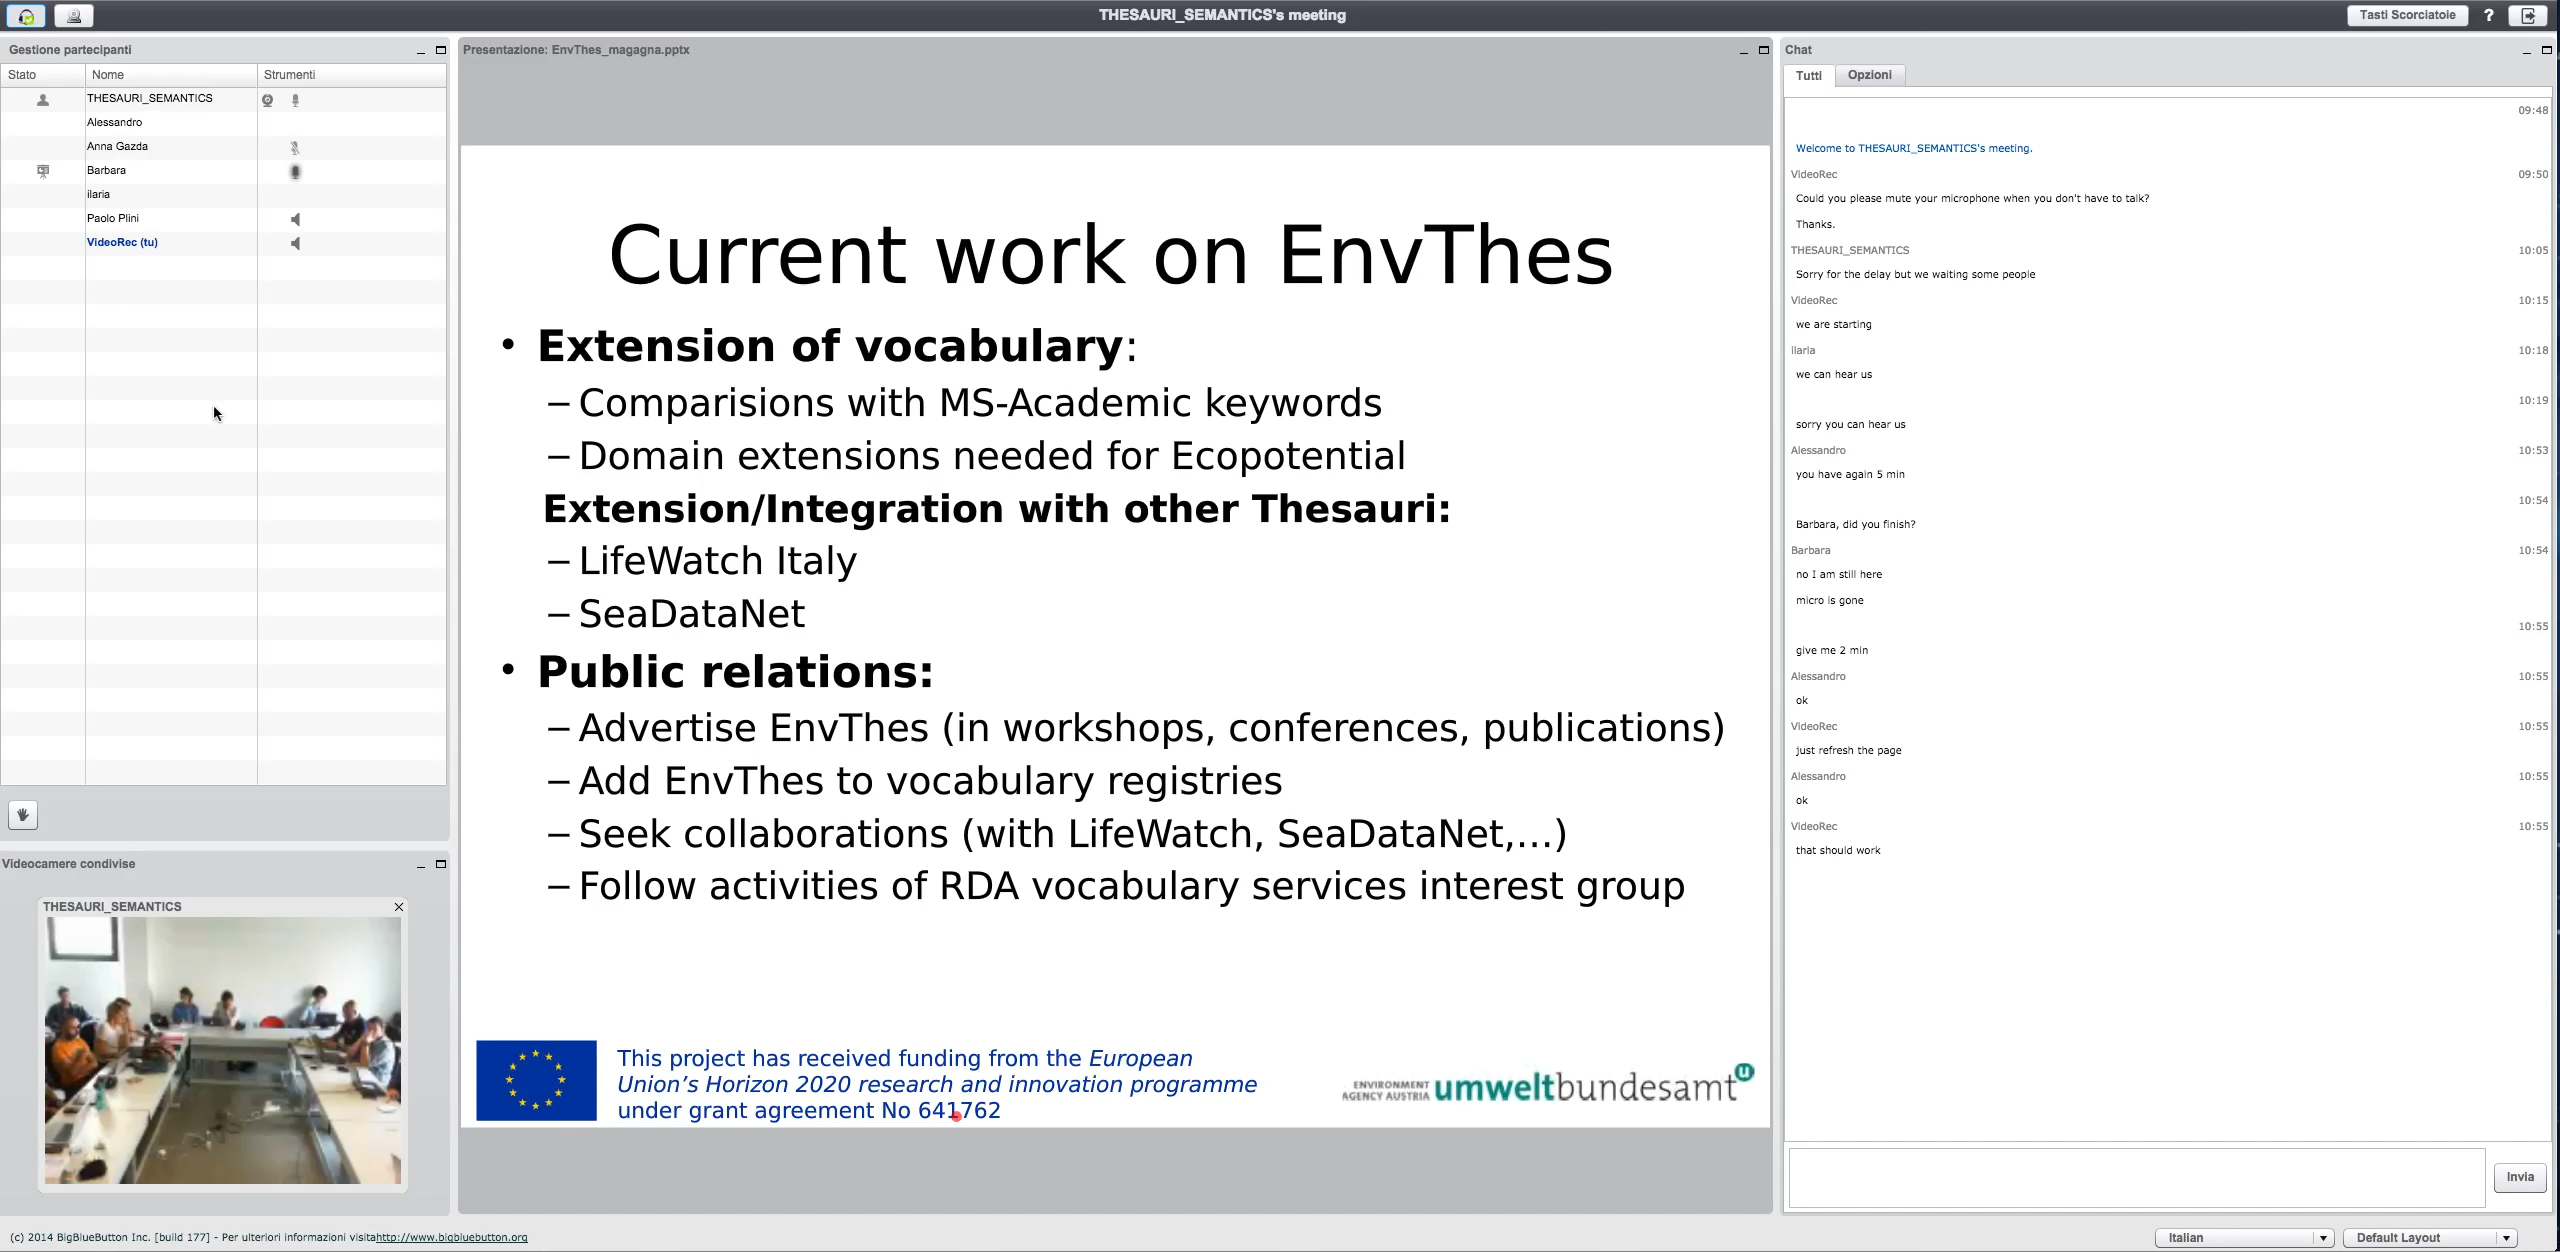 THESAURI_SEMANTICS's meeting
Tasti Scorciatoie
?
Gestione partecipanti
Stato Nome Strumenti
THESAURI_SEMANTICS
Alessandro
Anna Gazda
Barbara
ilaria
Paolo Plini
VideoRec (tu)
Videocamere condivise
THESAURI_SEMANTICS
Presentazione: EnvThes_magagna.pptx
Current work on EnvThes
• Extension of vocabulary:
– Comparisions with MS-Academic keywords
– Domain extensions needed for Ecopotential
Extension/Integration with other Thesauri:
– LifeWatch Italy
– SeaDataNet
• Public relations:
– Advertise EnvThes (in workshops, conferences, publications)
– Add EnvThes to vocabulary registries
– Seek collaborations (with LifeWatch, SeaDataNet,...)
– Follow activities of RDA vocabulary services interest group
This project has received funding from the European
Union’s Horizon 2020 research and innovation programme
under grant agreement No 641762
ENVIRONMENT
AGENCY AUSTRIA umweltbundesamt u
Chat
Tutti Opzioni
09:48
Welcome to THESAURI_SEMANTICS's meeting.
VideoRec 09:50
Could you please mute your microphone when you don't have to talk?
Thanks.
THESAURI_SEMANTICS 10:05
Sorry for the delay but we waiting some people
VideoRec 10:15
we are starting
ilaria 10:18
we can hear us
10:19
sorry you can hear us
Alessandro 10:53
you have again 5 min
10:54
Barbara, did you finish?
Barbara 10:54
no I am still here
micro is gone
10:55
give me 2 min
Alessandro 10:55
ok
VideoRec 10:55
just refresh the page
Alessandro 10:55
ok
VideoRec 10:55
that should work
Invia
(c) 2014 BigBlueButton Inc. [build 177] - Per ulteriori informazioni visitahttp://www.bigbluebutton.org
Italian
Default Layout